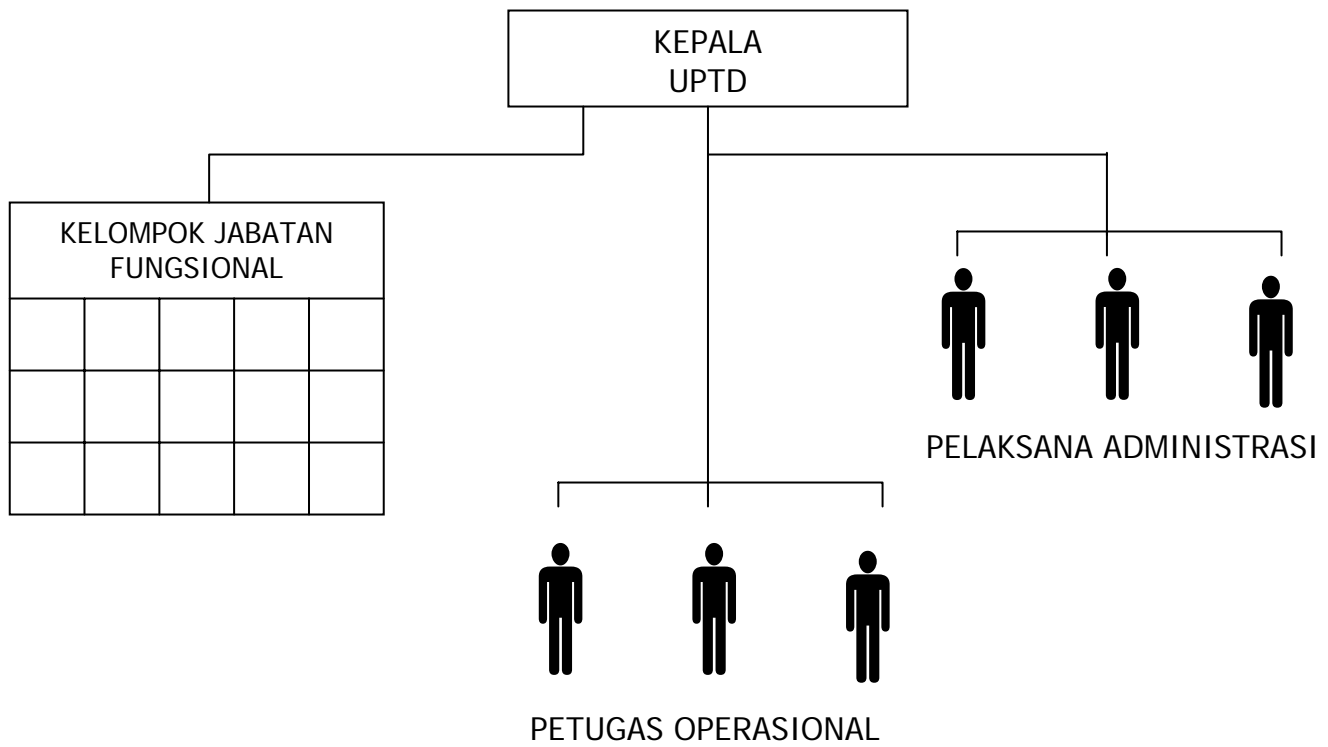 KEPALA
UPTD
KELOMPOK JABATAN
FUNGSIONAL
PELAKSANA ADMINISTRASI
PETUGAS OPERASIONAL